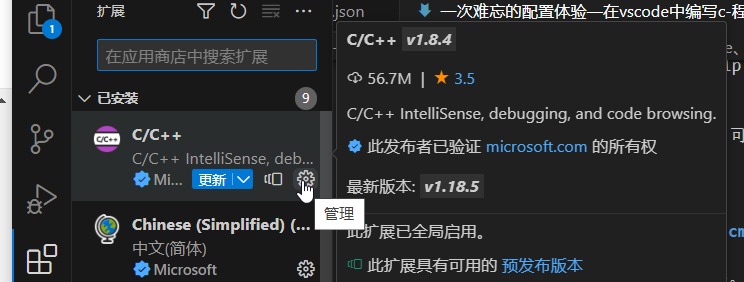 扩展
.json
一次难忘的配置体验—在vscode中编写c-程
1
在应用商店中搜索扩展
已安装
9
C/C++
C/C++
C/C++ IntelliSense, deb...
Mi...
更新
管理
Chinese (Simplified) (...
中文(简体)
Microsoft
C/C++ v1.8.4
56.7M | 3.5
C/C++ IntelliSense, debugging, and code browsing.
此发布者已验证 microsoft.com 的所有权
最新版本: v1.18.5
此扩展已全局启用。
此扩展具有可用的 预发布版本
lp
可
cm